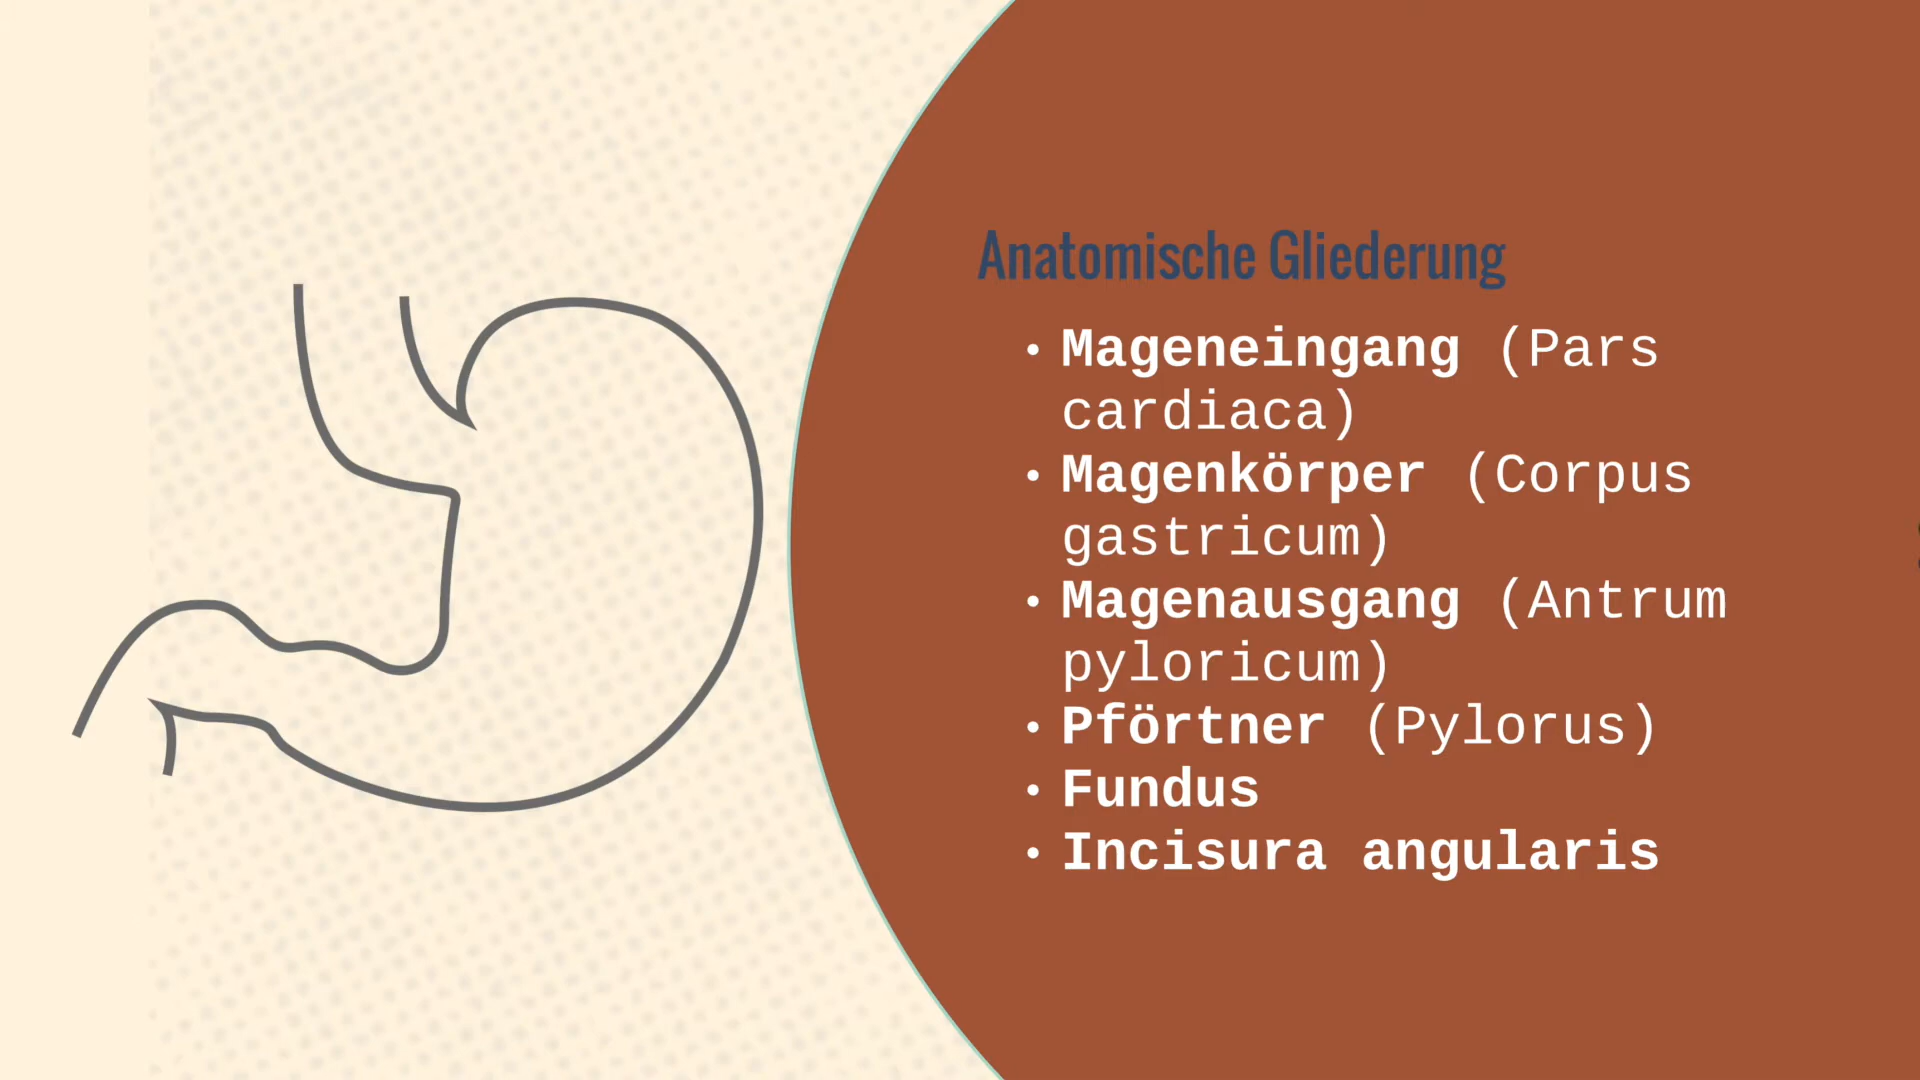 Anatomische Gliederung
• Mageneingang (Pars
cardiaca)
• Magenkörper (Corpus
gastricum)
• Magenausgang (Antrum
pyloricum)
• Pförtner (Pylorus)
• Fundus
• Incisura angularis